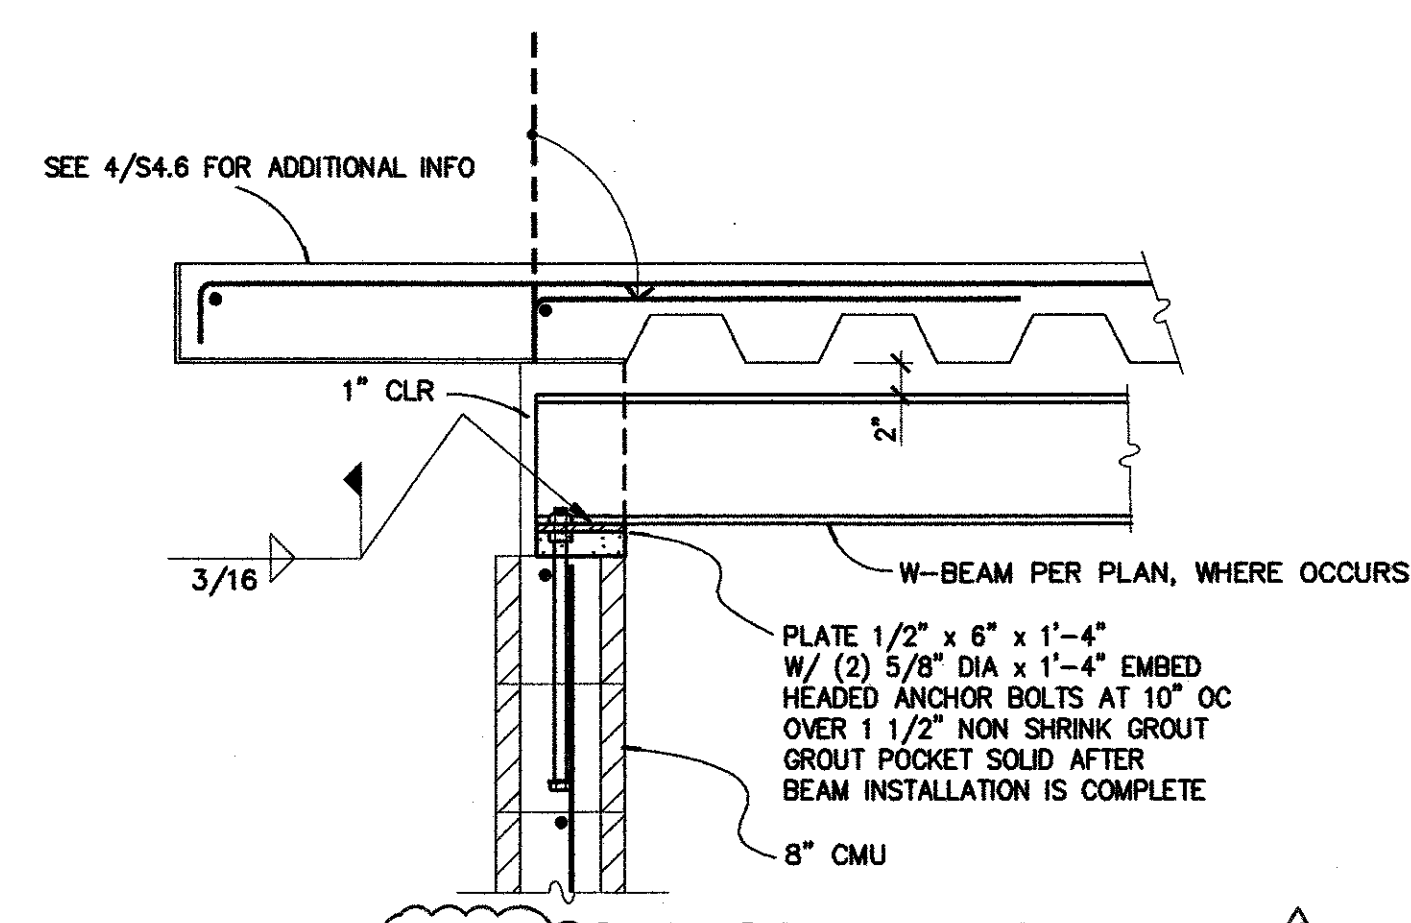 SEE 4/S4.6 FOR ADDITIONAL INFO
1" CLR
2"
3/16
W-BEAM PER PLAN, WHERE OCCURS
PLATE 1/2" x 6" x 1'-4"
W/ (2) 5/8" DIA x 1'-4" EMBED
HEADED ANCHOR BOLTS AT 10" OC
OVER 1 1/2" NON SHRINK GROUT
GROUT POCKET SOLID AFTER
BEAM INSTALLATION IS COMPLETE
8" CMU